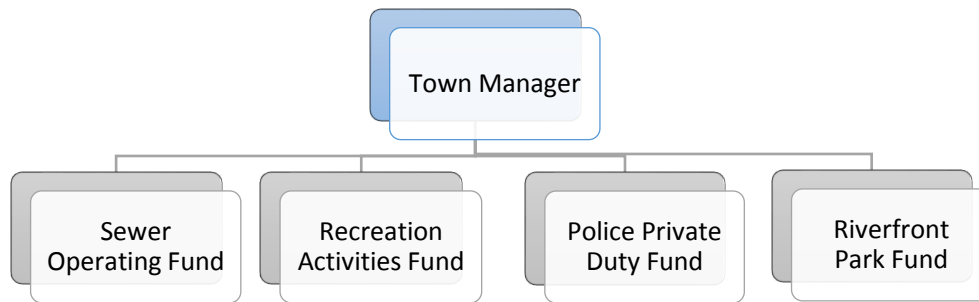 Town Manager
Sewer
Operating Fund
Recreation
Activities Fund
Police Private
Duty Fund
Riverfront
Park Fund